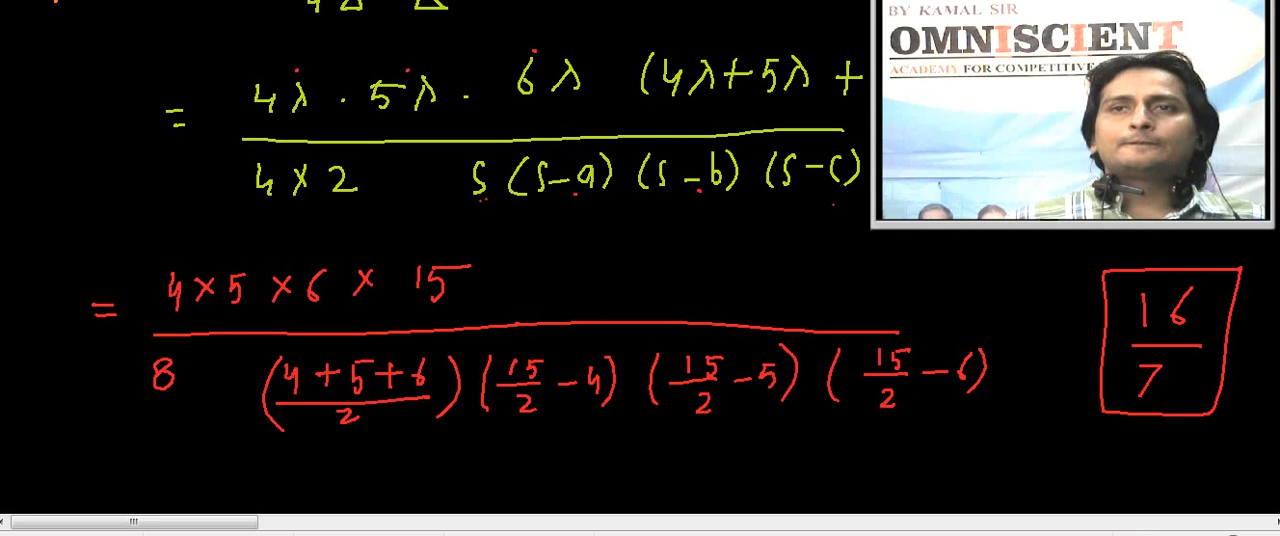 BY KAMAL SIR
OMNISCIENT
ACADEMY FOR COMPETITIVE
4Δ Δ
= 4λ . 5λ . 6λ (4λ+5λ +
4 × 2 s (s-a) (s-b) (s-c)
= 4 × 5 × 6 × 15
8 (4+5+6/2) (15/2 - 4) (15/2 - 5) (15/2 - 6)
16
7